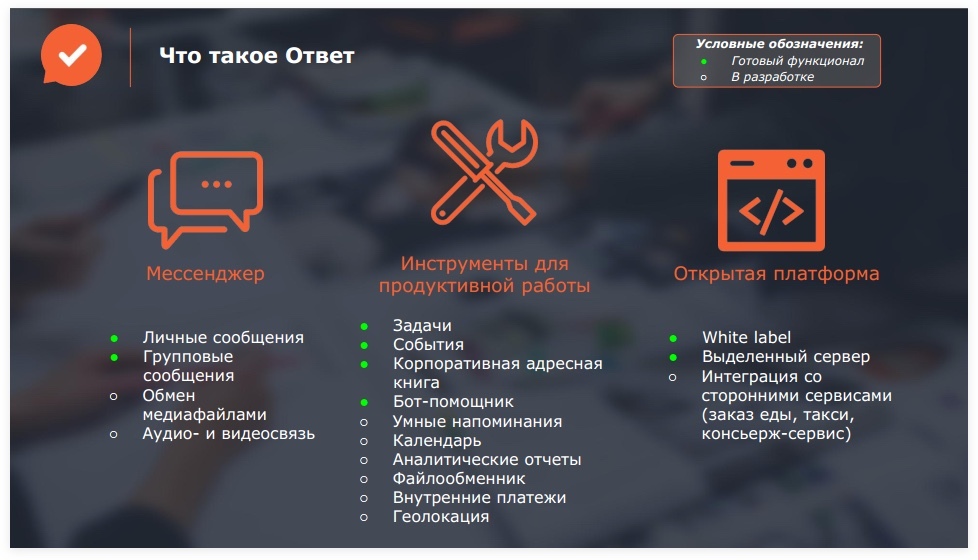 Что такое Ответ
Условные обозначения:
● Готовый функционал
○ В разработке
Мессенджер
● Личные сообщения
● Групповые
сообщения
○ Обмен
медиафайлами
○ Аудио- и видеосвязь
Инструменты для
продуктивной работы
● Задачи
● События
● Корпоративная адресная
книга
● Бот-помощник
○ Умные напоминания
○ Календарь
○ Аналитические отчеты
○ Файлообменник
○ Внутренние платежи
○ Геолокация
Открытая платформа
● White label
● Выделенный сервер
○ Интеграция со
сторонними сервисами
(заказ еды, такси,
консьерж-сервис)